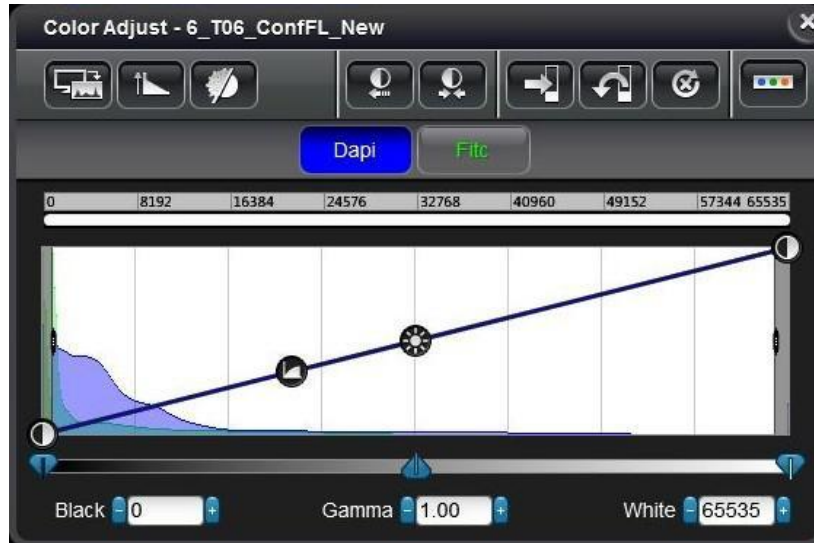 Color Adjust - 6_T06_ConfFL_New
Dapi Fitc
0 8192 16384 24576 32768 40960 49152 57344 65535
Black 0 Gamma 1.00 White 65535